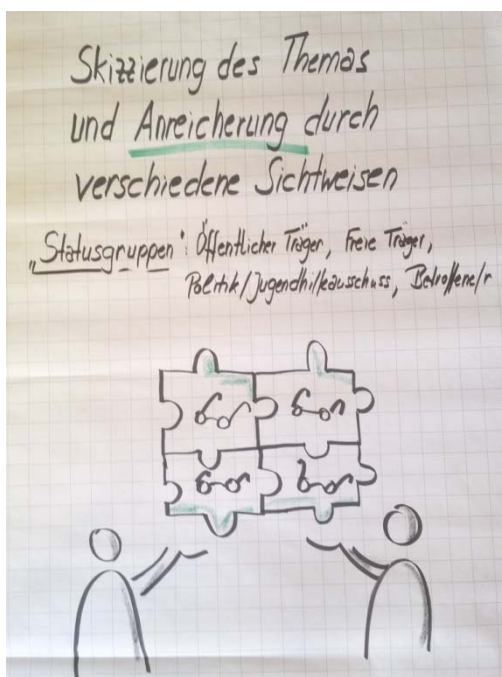 Skizzierung des Themas
und Anreicherung durch
verschiedene Sichtweisen
„Statusgruppen": Öffentlicher Träger, Freie Träger,
Politik/Jugendhilfeausschuss, Betroffene/r